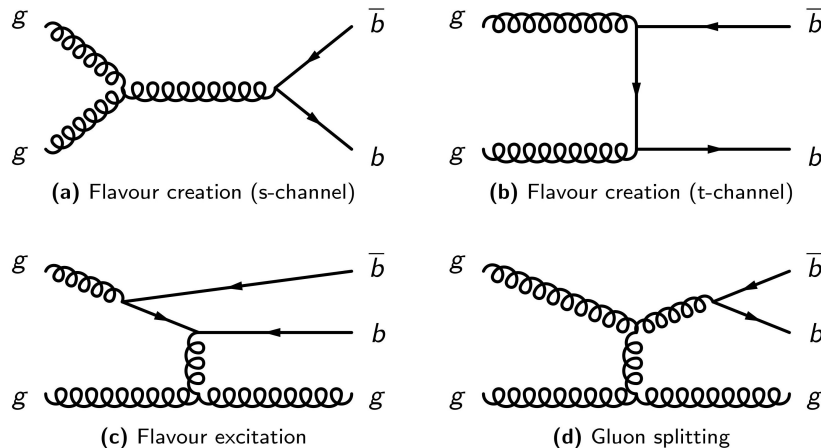 g
b̅
g
b
(a) Flavour creation (s-channel)
g
b̅
g
b
(b) Flavour creation (t-channel)
g
b̅
b
g
g
(c) Flavour excitation
g
b̅
b
g
g
(d) Gluon splitting